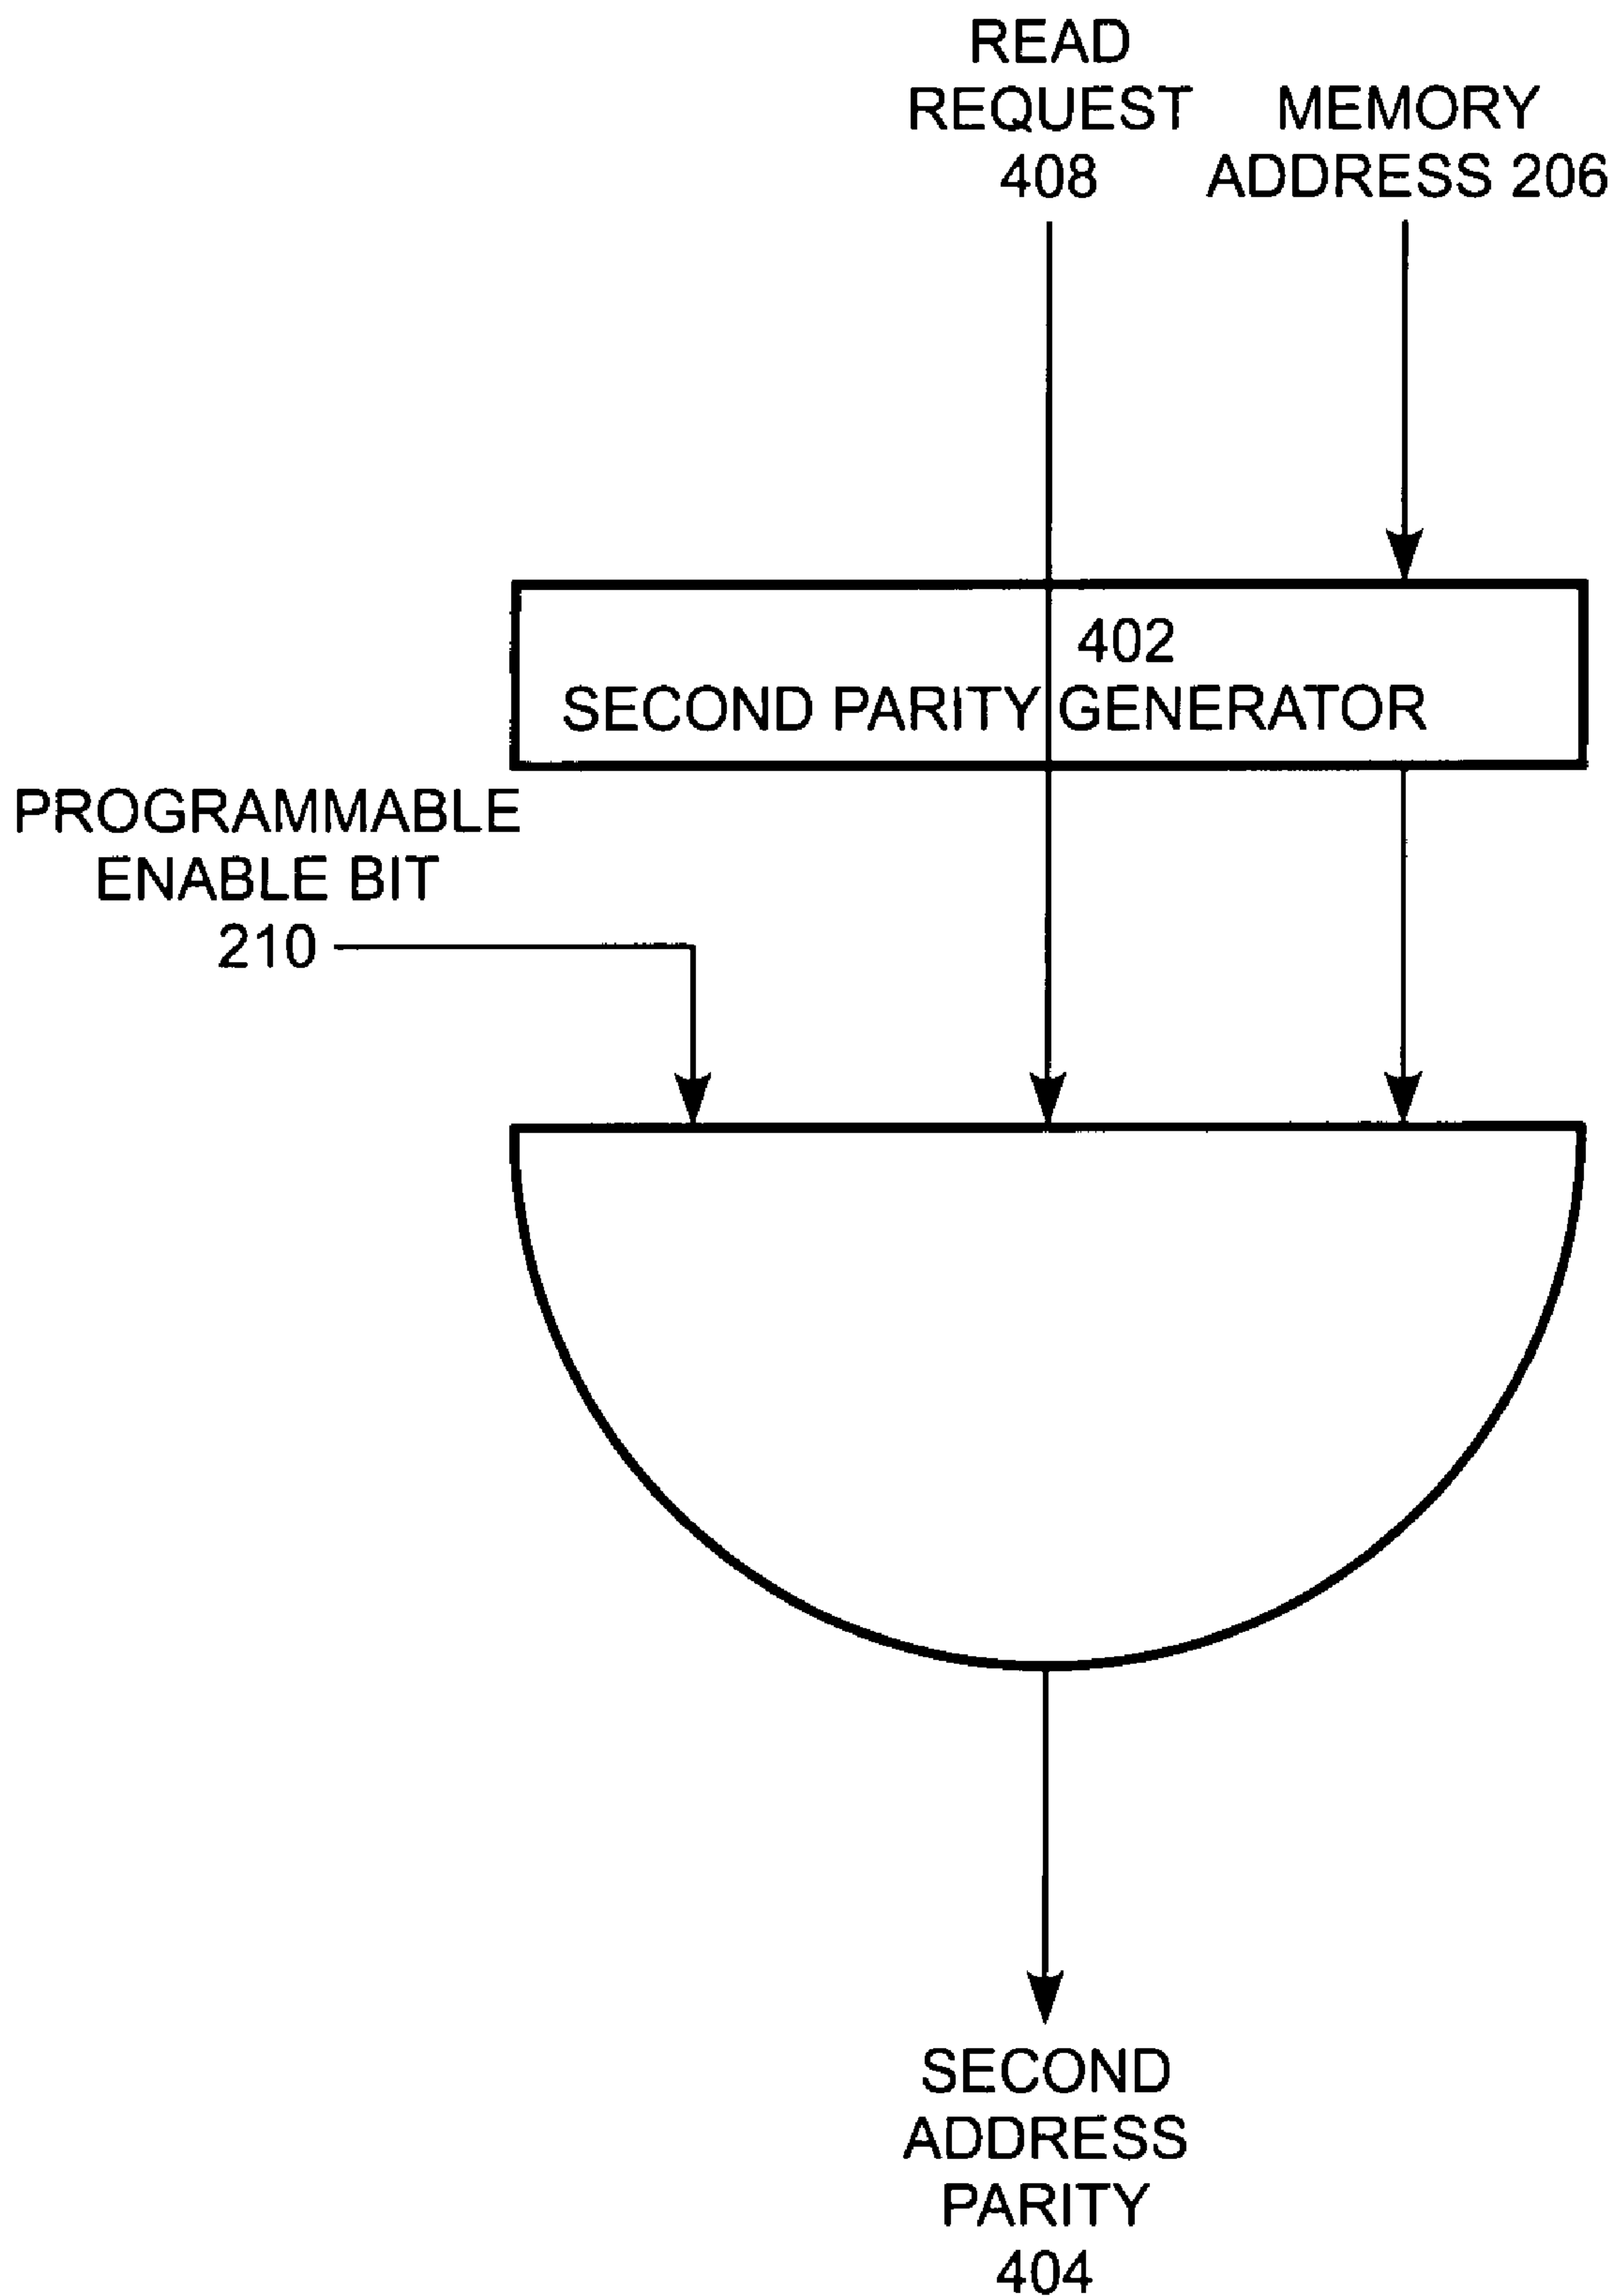 READ
REQUEST
408
MEMORY
ADDRESS 206
402
SECOND PARITY GENERATOR
PROGRAMMABLE
ENABLE BIT
210
SECOND
ADDRESS
PARITY
404